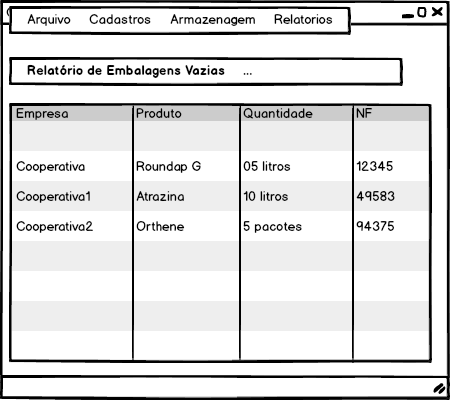 Arquivo Cadastros Armazenagem Relatorios
Relatório de Embalagens Vazias ...
Empresa Produto Quantidade NF
Cooperativa Roundap G 05 litros 12345
Cooperativa1 Atrazina 10 litros 49583
Cooperativa2 Orthene 5 pacotes 94375